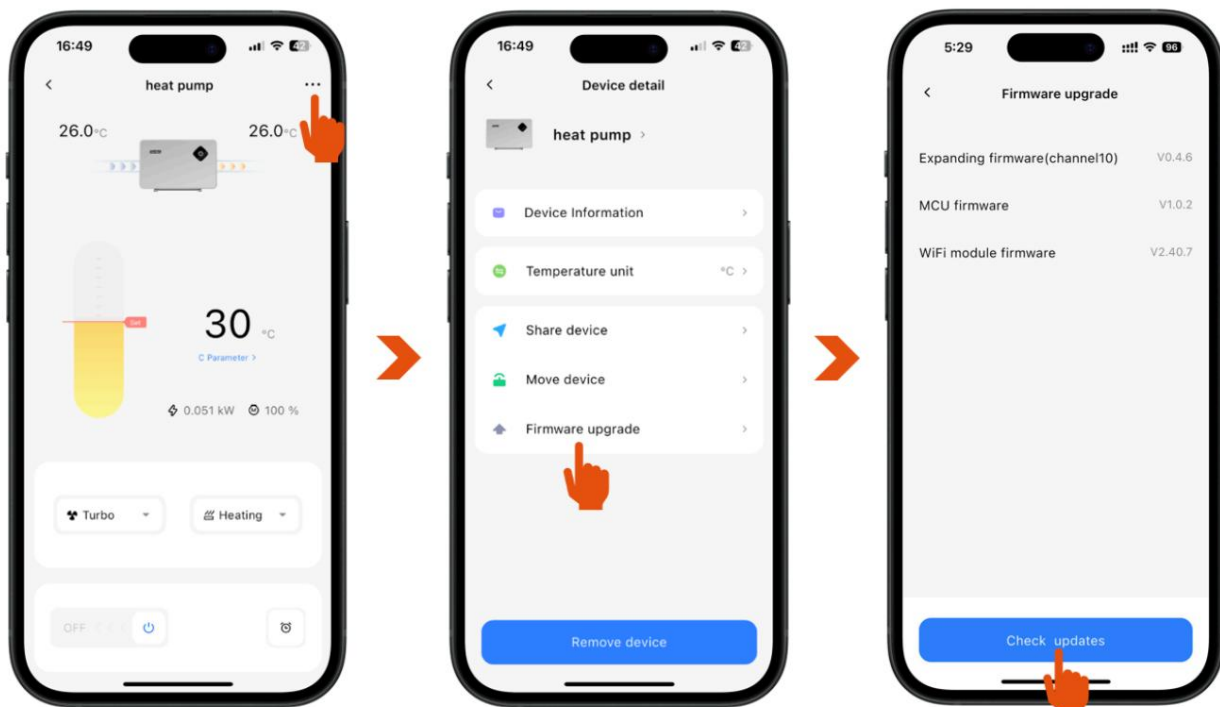 16:49
42
heat pump
26.0°C
26.0°C
Set
30 °C
C Parameter >
0.051 kW
100 %
Turbo
Heating
OFF
16:49
42
Device detail
heat pump >
Device Information >
Temperature unit °C >
Share device >
Move device >
Firmware upgrade >
Remove device
5:29
96
Firmware upgrade
Expanding firmware(channel10) V0.4.6
MCU firmware V1.0.2
WiFi module firmware V2.40.7
Check updates